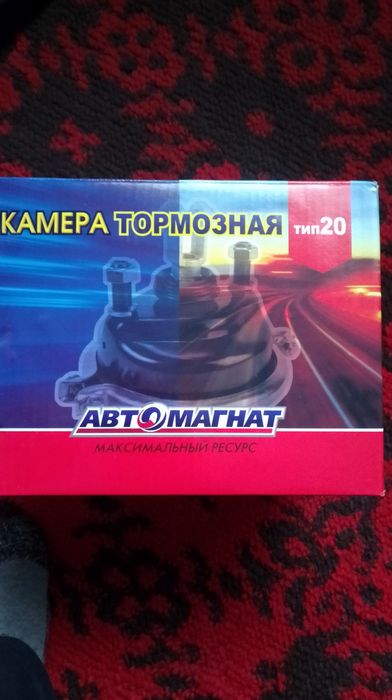 КАМЕРА ТОРМОЗНАЯ тип20
АВТОМАГНАТ
МАКСИМАЛЬНЫЙ РЕСУРС